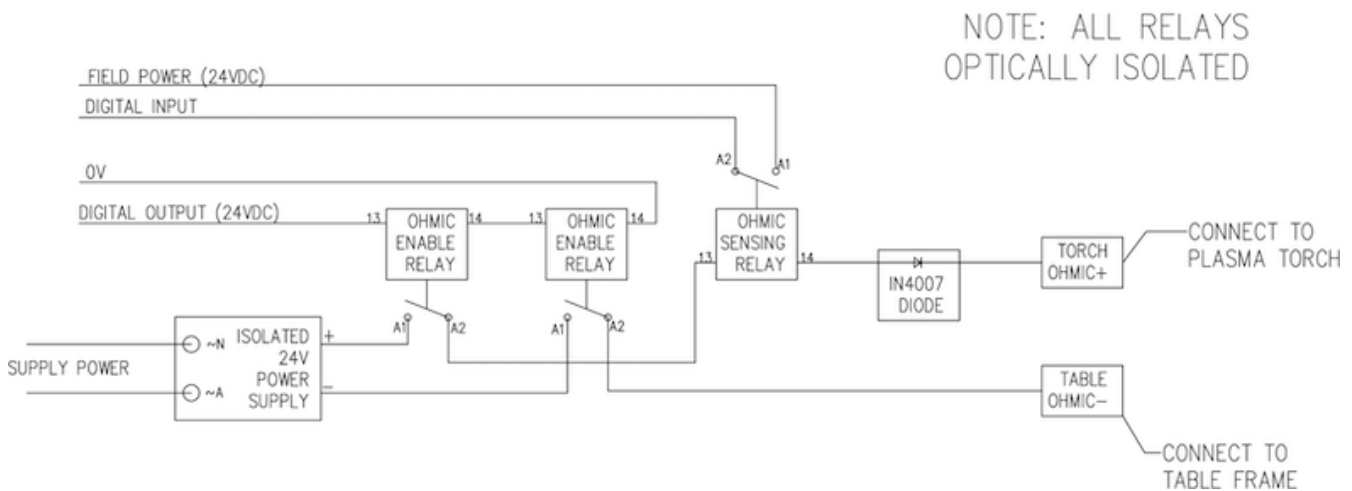 NOTE: ALL RELAYS
OPTICALLY ISOLATED
FIELD POWER (24VDC)
DIGITAL INPUT
A2
A1
0V
DIGITAL OUTPUT (24VDC)
13
OHMIC
ENABLE
RELAY
14
13
OHMIC
ENABLE
RELAY
14
OHMIC
SENSING
RELAY
13
14
IN4007
DIODE
TORCH
OHMIC+
CONNECT TO
PLASMA TORCH
A1
A2
A1
A2
SUPPLY POWER
~N
~A
ISOLATED
24V
POWER
SUPPLY
+
-
TABLE
OHMIC-
CONNECT TO
TABLE FRAME